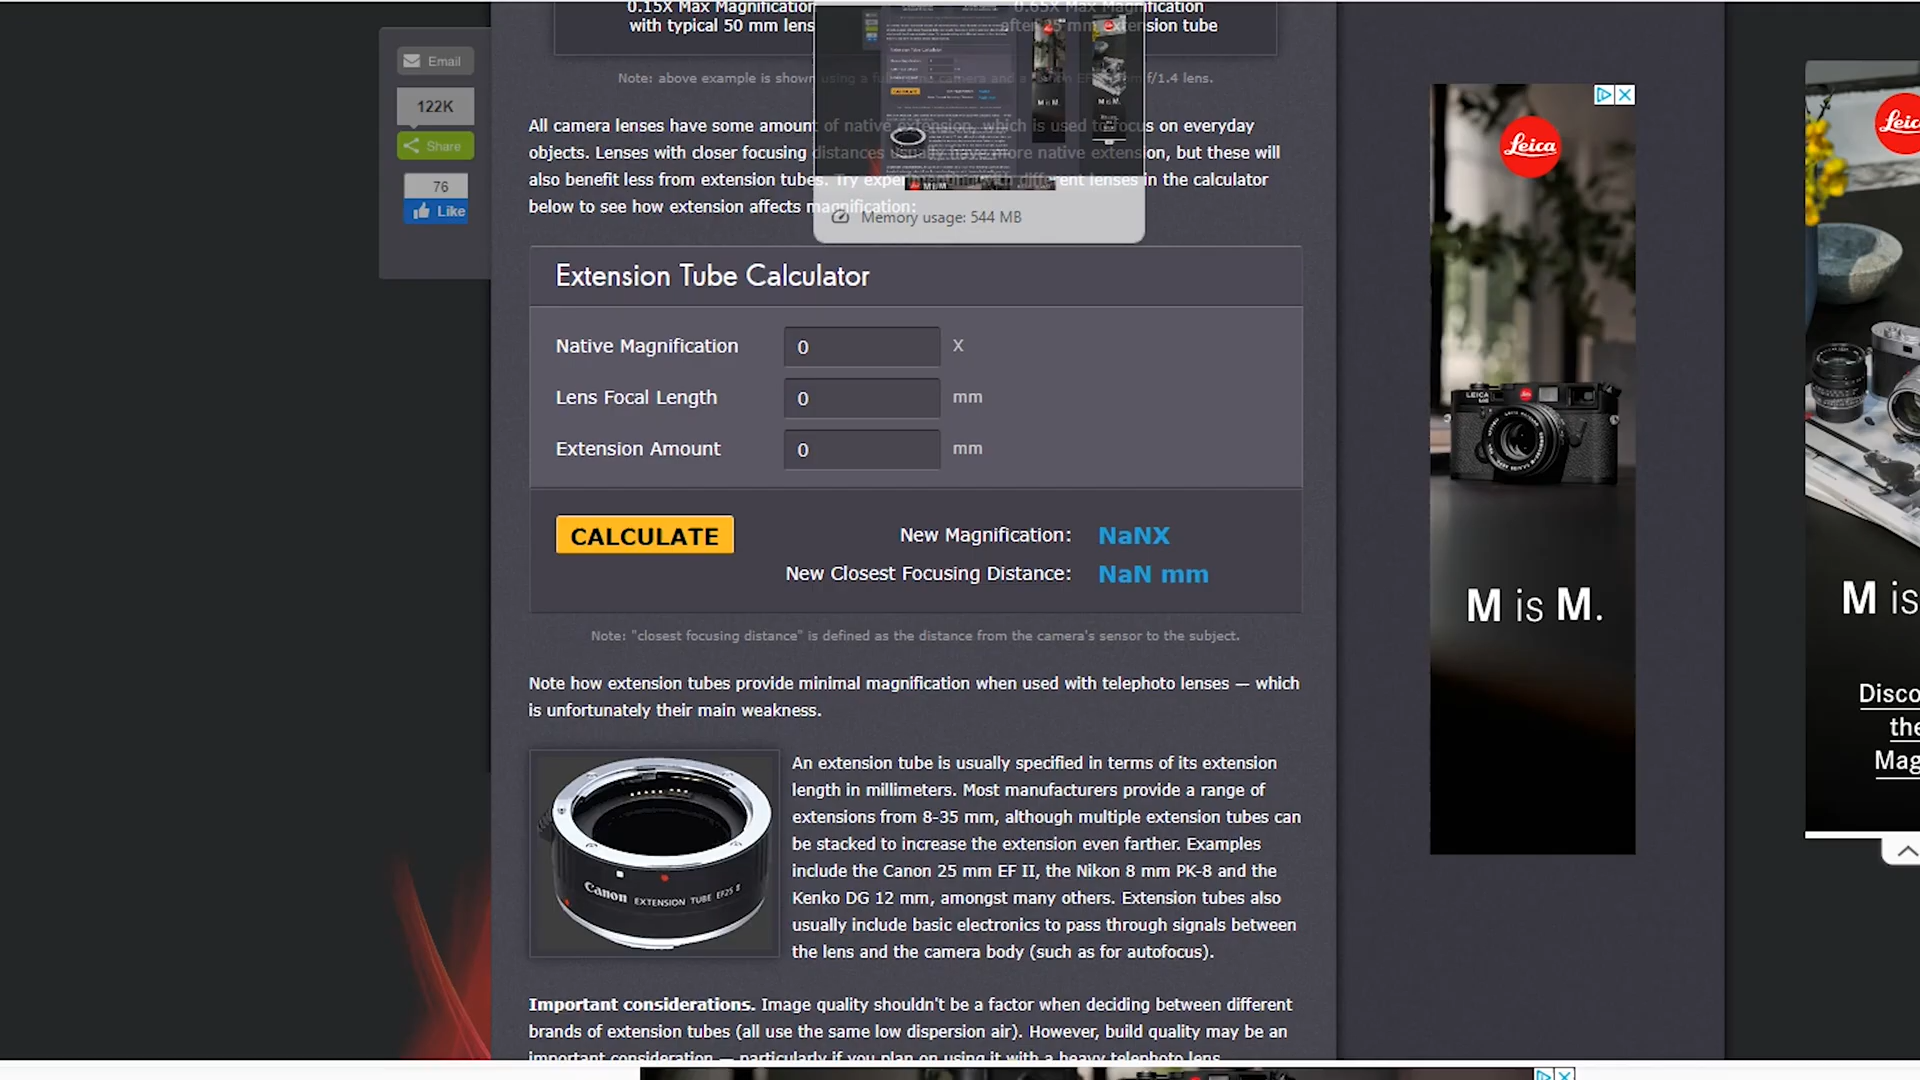 0.15X Max Magnification
with typical 50 mm lens
0.65X Max Magnification
after 25 mm extension tube
Note: above example is shown using a full frame camera and a Canon EF 50mm f/1.4 lens.
Email
122K
Share
76
Like
All camera lenses have some amount of native extension, which is used to focus on everyday
objects. Lenses with closer focusing distances usually have more native extension, but these will
also benefit less from extension tubes. Try experimenting with different lenses in the calculator
below to see how extension affects magnification:
Memory usage: 544 MB
Extension Tube Calculator
Native Magnification 0 X
Lens Focal Length 0 mm
Extension Amount 0 mm
CALCULATE
New Magnification: NaNX
New Closest Focusing Distance: NaN mm
Note: "closest focusing distance" is defined as the distance from the camera's sensor to the subject.
Note how extension tubes provide minimal magnification when used with telephoto lenses — which
is unfortunately their main weakness.
Canon EXTENSION TUBE EF25 II
An extension tube is usually specified in terms of its extension
length in millimeters. Most manufacturers provide a range of
extensions from 8-35 mm, although multiple extension tubes can
be stacked to increase the extension even farther. Examples
include the Canon 25 mm EF II, the Nikon 8 mm PK-8 and the
Kenko DG 12 mm, amongst many others. Extension tubes also
usually include basic electronics to pass through signals between
the lens and the camera body (such as for autofocus).
Important considerations. Image quality shouldn't be a factor when deciding between different
brands of extension tubes (all use the same low dispersion air). However, build quality may be an
important consideration — particularly if you plan on using it with a heavy telephoto lens.
Leica
LEICA
M is M.
Leic
M is
Disco
the
Mag